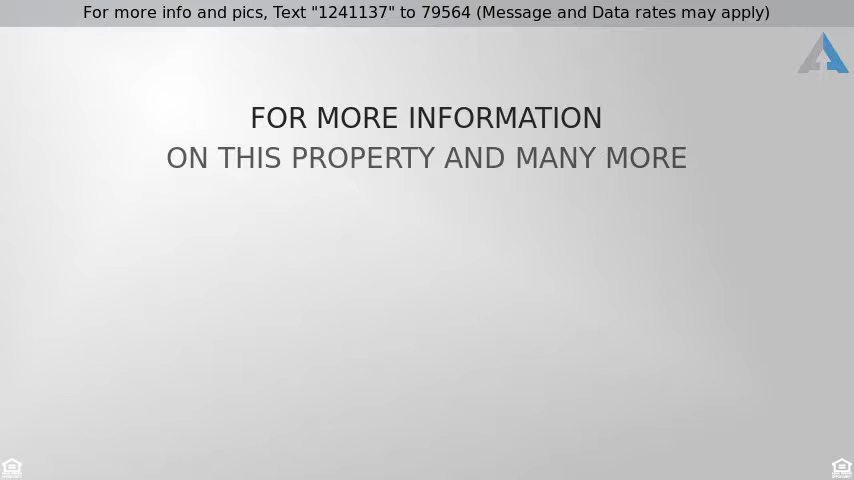 For more info and pics, Text "1241137" to 79564 (Message and Data rates may apply)
FOR MORE INFORMATION
ON THIS PROPERTY AND MANY MORE